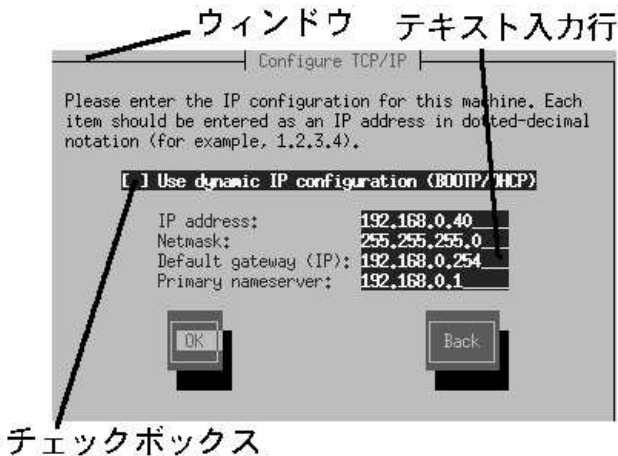 ウィンドウ テキスト入力行
Configure TCP/IP
Please enter the IP configuration for this machine. Each
item should be entered as an IP address in dotted-decimal
notation (for example, 1.2.3.4).
[ ] Use dynamic IP configuration (BOOTP/DHCP)
IP address: 192.168.0.40
Netmask: 255.255.255.0
Default gateway (IP): 192.168.0.254
Primary nameserver: 192.168.0.1
OK Back
チェックボックス